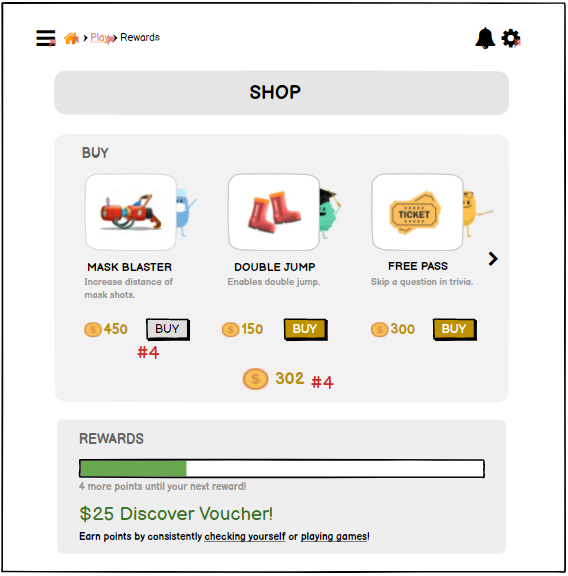 Play Rewards
SHOP
BUY
TICKET
MASK BLASTER
Increase distance of
mask shots.
DOUBLE JUMP
Enables double jump.
FREE PASS
Skip a question in trivia.
$ 450 BUY
$ 150 BUY
$ 300 BUY
#4
$ 302 #4
REWARDS
4 more points until your next reward!
$25 Discover Voucher!
Earn points by consistently checking yourself or playing games!